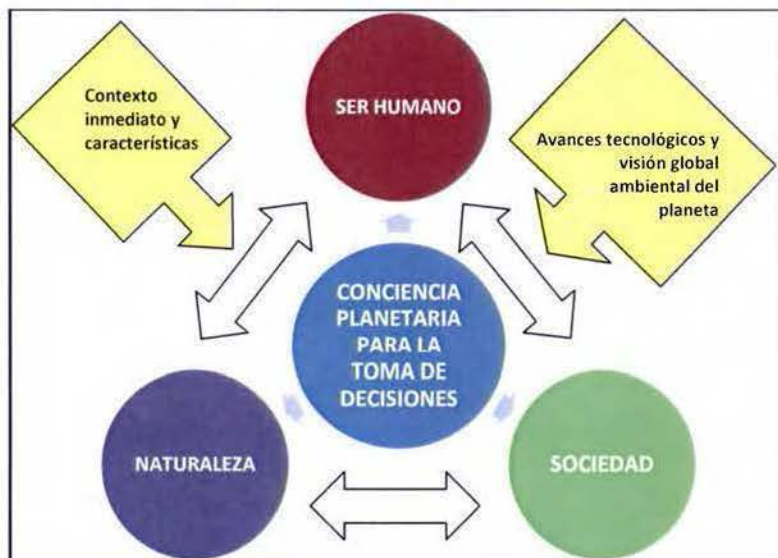 Contexto
inmediato y
características
SER HUMANO
Avances tecnológicos y
visión global
ambiental del
planeta
CONCIENCIA
PLANETARIA
PARA LA
TOMA DE
DECISIONES
NATURALEZA
SOCIEDAD